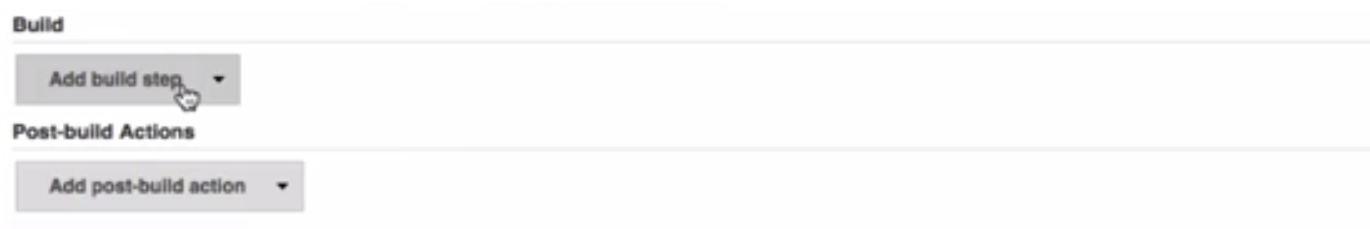 Build
Add build step
Post-build Actions
Add post-build action